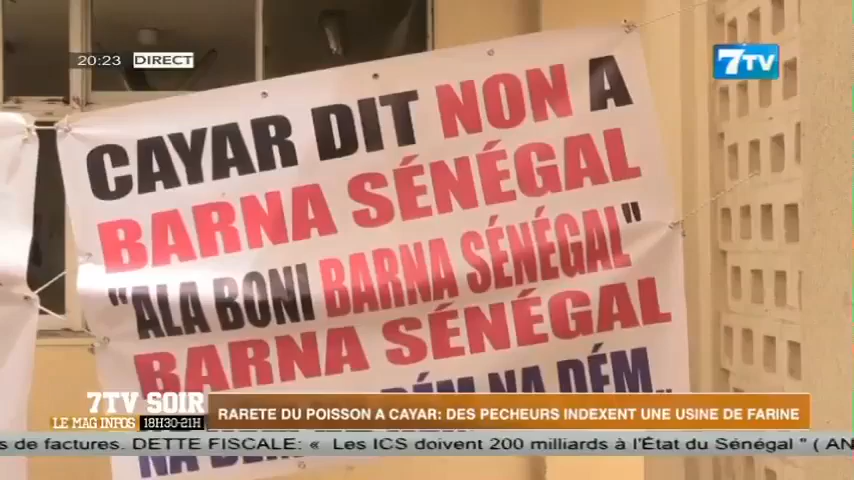 20:23 DIRECT
7TV
CAYAR DIT NON A
BARNA SÉNÉGAL
"ALA BONI BARNA SÉNÉGAL"
BARNA SÉNÉGAL
NA DÉM
7TV SOIR
LE MAG INFOS 18H30-21H
RARETE DU POISSON A CAYAR: DES PECHEURS INDEXENT UNE USINE DE FARINE
s de factures. DETTE FISCALE: « Les ICS doivent 200 milliards à l'État du Sénégal " ( AN